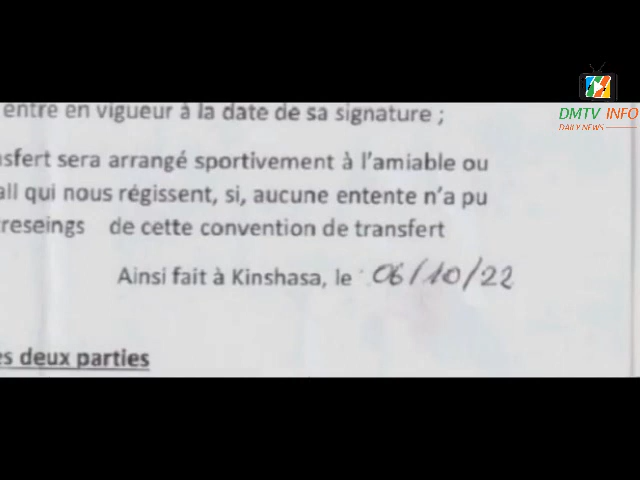 DMTV INFO
DAILY NEWS
entre en vigueur à la date de sa signature ;
nsfert sera arrangé sportivement à l'amiable ou
all qui nous régissent, si, aucune entente n'a pu
reseings de cette convention de transfert
Ainsi fait à Kinshasa, le 06/10/22
es deux parties